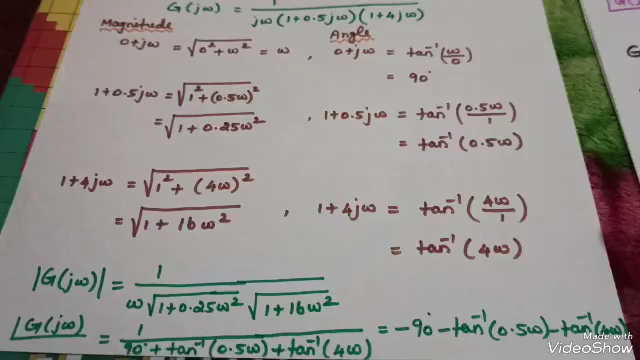 G(jω) = 1 / jω(1+0.5jω)(1+4jω)
Magnitude Angle
0+jω = √0²+ω² = ω , 0+jω = tan⁻¹(ω/0)
= 90°
1+0.5jω = √1²+(0.5ω)² , 1+0.5jω = tan⁻¹(0.5ω/1)
= √1+0.25ω² = tan⁻¹(0.5ω)
1+4jω = √1²+(4ω)² , 1+4jω = tan⁻¹(4ω/1)
= √1+16ω² = tan⁻¹(4ω)
|G(jω)| = 1 / ω√1+0.25ω² √1+16ω²
∠G(jω) = 1 / 90°+tan⁻¹(0.5ω)+tan⁻¹(4ω) = -90°-tan⁻¹(0.5ω)-tan⁻¹(4ω)
Made with
VideoShow